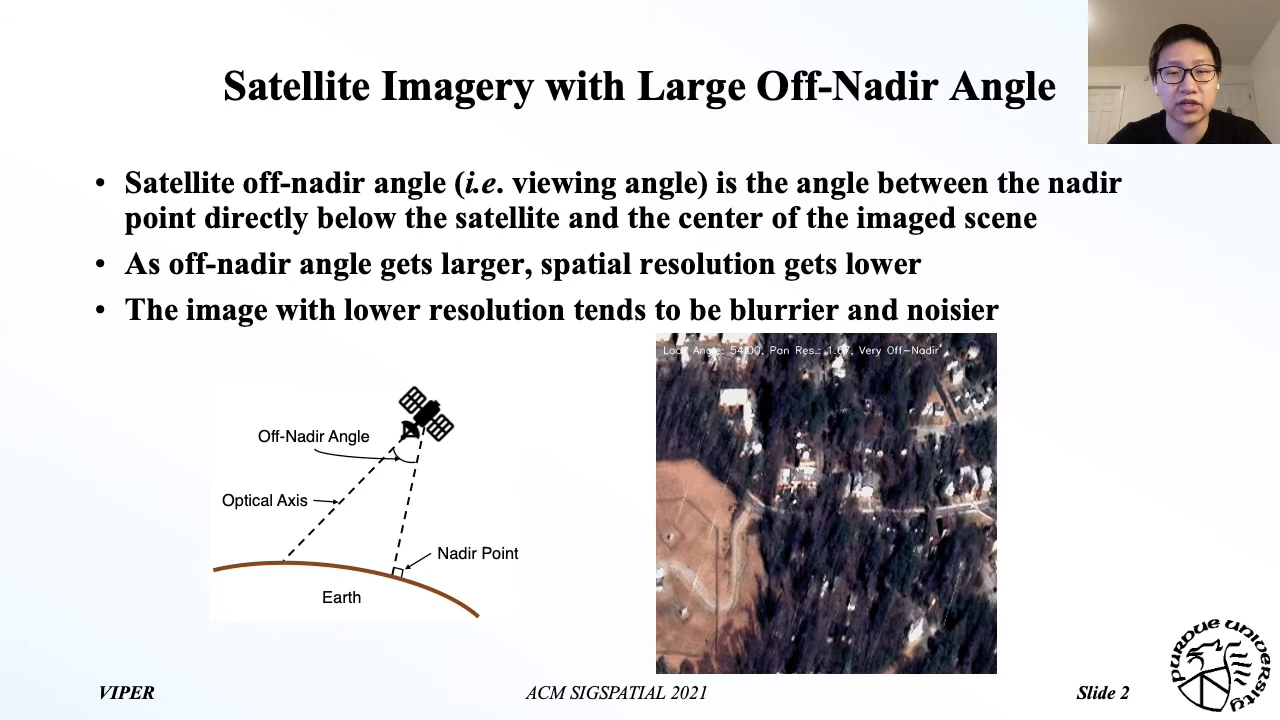 Satellite Imagery with Large Off-Nadir Angle
• Satellite off-nadir angle (i.e. viewing angle) is the angle between the nadir
point directly below the satellite and the center of the imaged scene
• As off-nadir angle gets larger, spatial resolution gets lower
• The image with lower resolution tends to be blurrier and noisier
Off-Nadir Angle
Optical Axis
Nadir Point
Earth
Look Angle: 54.00, Pan Res.: 1.67, Very Off-Nadir
VIPER
ACM SIGSPATIAL 2021
Slide 2
PURDUE UNIVERSITY